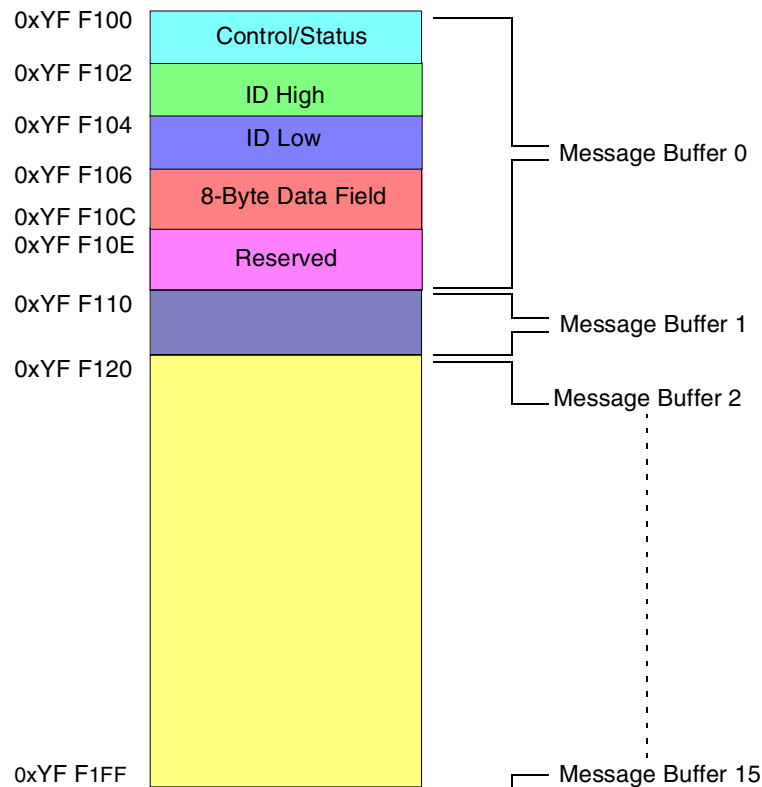 0xYF F100
Control/Status
0xYF F102
ID High
0xYF F104
ID Low
Message Buffer 0
0xYF F106
8-Byte Data Field
0xYF F10C
0xYF F10E
Reserved
0xYF F110
Message Buffer 1
0xYF F120
Message Buffer 2
0xYF F1FF
Message Buffer 15